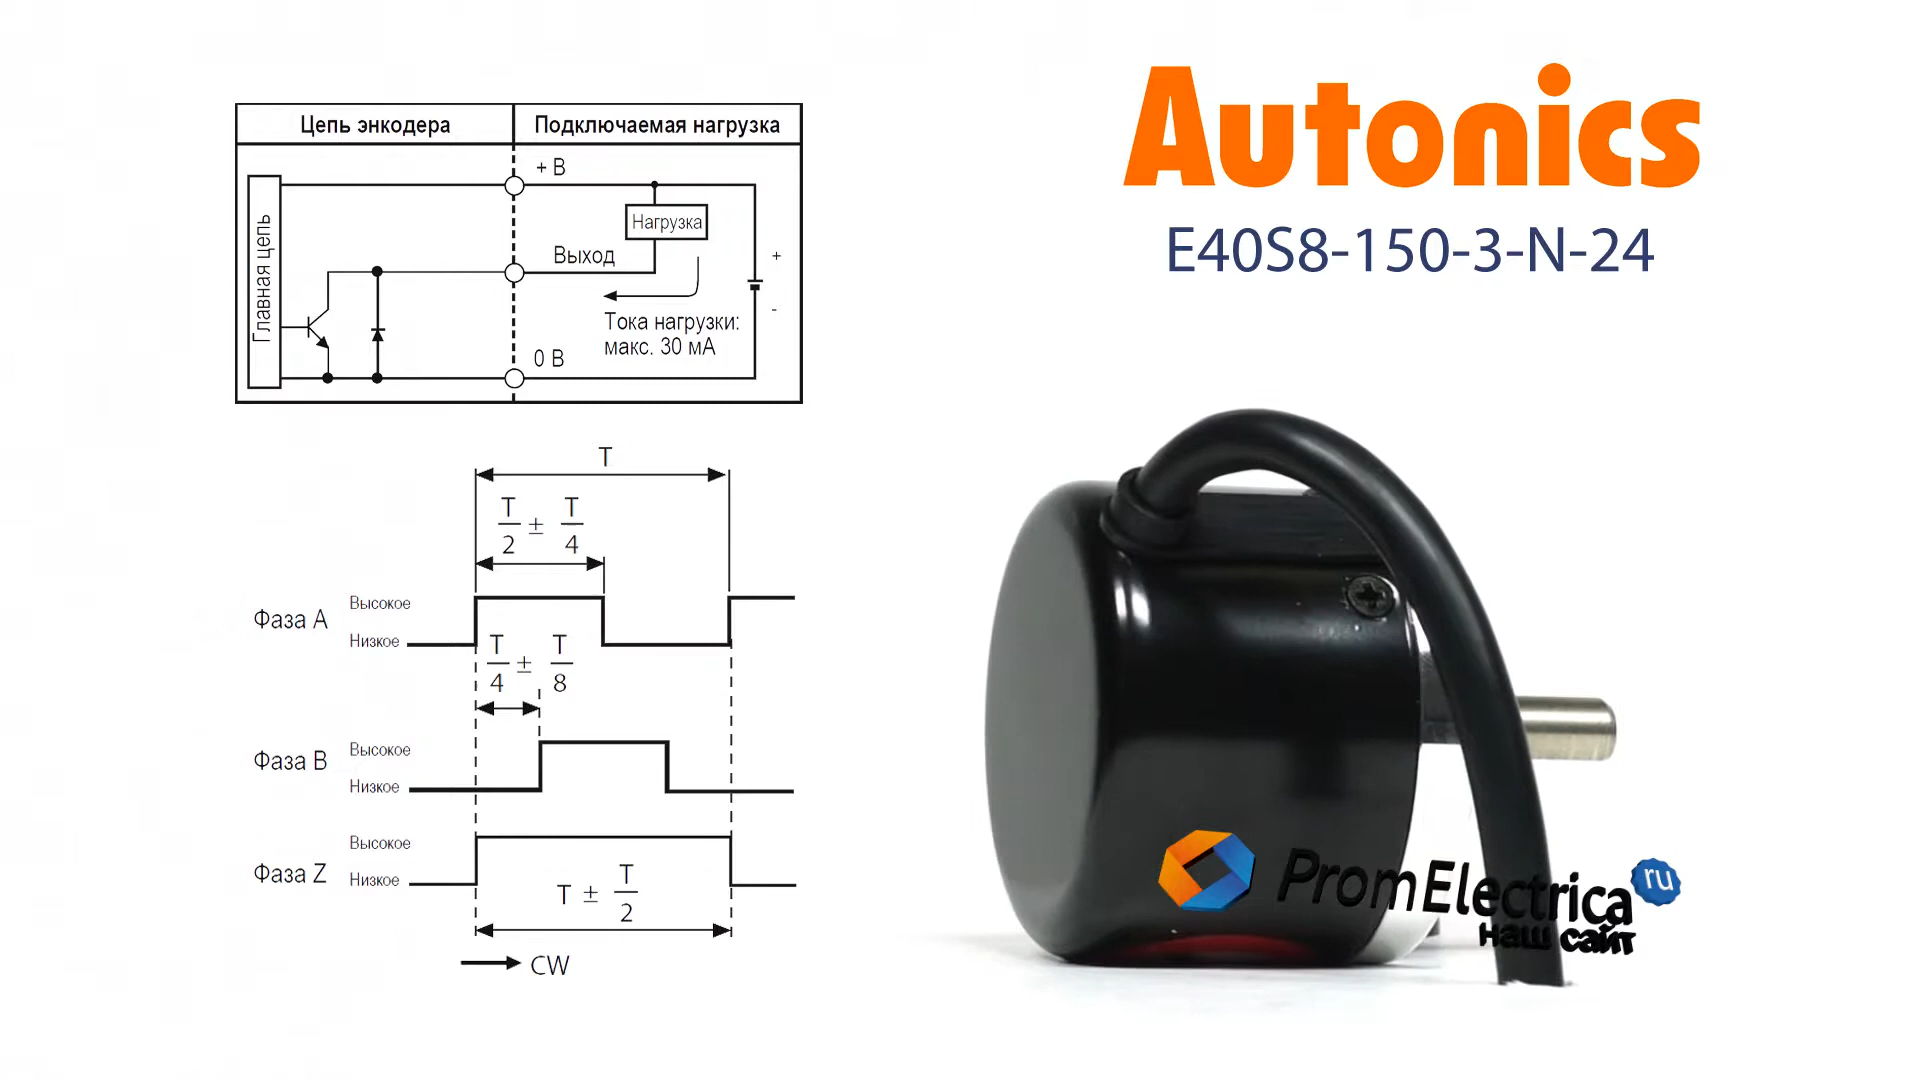 Autonics
E40S8-150-3-N-24
Цепь энкодера
Подключаемая нагрузка
Главная цепь
+ В
Нагрузка
Выход
+
-
Тока нагрузки:
макс. 30 мА
0 В
T
T/2 ± T/4
Фаза A
Высокое
Низкое
T/4 ± T/8
Фаза B
Высокое
Низкое
Фаза Z
Высокое
Низкое
T ± T/2
CW
PromElectrica ru
наш сайт